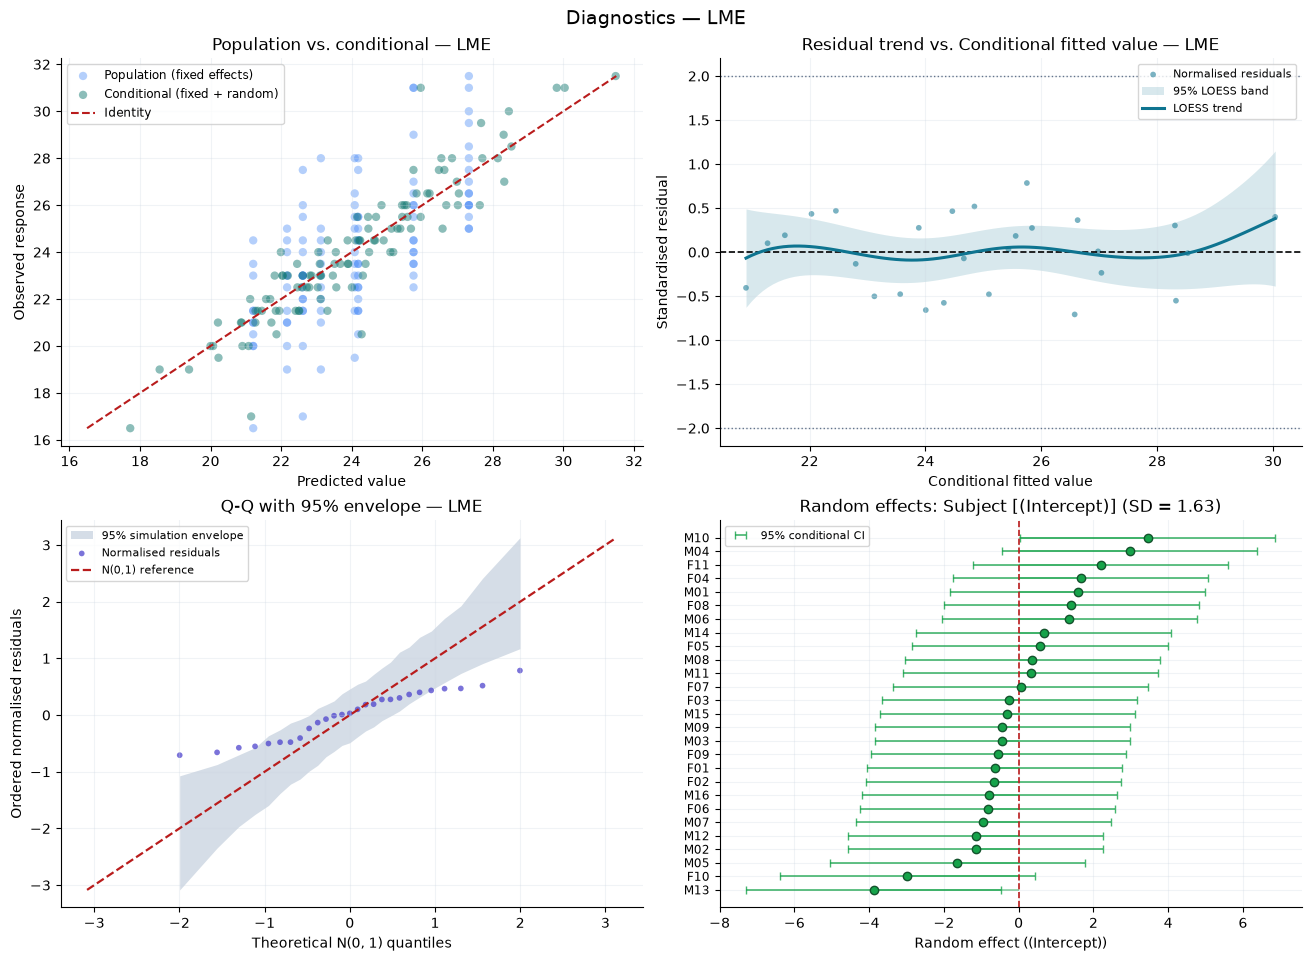 Diagnostics — LME
Population vs. conditional — LME
Population (fixed effects)
Conditional (fixed + random)
Identity
32
30
28
26
24
22
20
18
16
Observed response
16
18
20
22
24
26
28
30
32
Predicted value
Residual trend vs. Conditional fitted value — LME
Normalised residuals
95% LOESS band
LOESS trend
2.0
1.5
1.0
0.5
0.0
−0.5
−1.0
−1.5
−2.0
Standardised residual
22
24
26
28
30
Conditional fitted value
Q-Q with 95% envelope — LME
95% simulation envelope
Normalised residuals
N(0,1) reference
3
2
1
0
−1
−2
−3
Ordered normalised residuals
−3
−2
−1
0
1
2
3
Theoretical N(0, 1) quantiles
Random effects: Subject [(Intercept)] (SD = 1.63)
95% conditional CI
M10
M04
F11
F04
M01
F08
M06
M14
F05
M08
M11
F07
F03
M15
M09
M03
F09
F01
F02
M16
F06
M07
M12
M02
M05
F10
M13
−8
−6
−4
−2
0
2
4
6
Random effect ((Intercept))